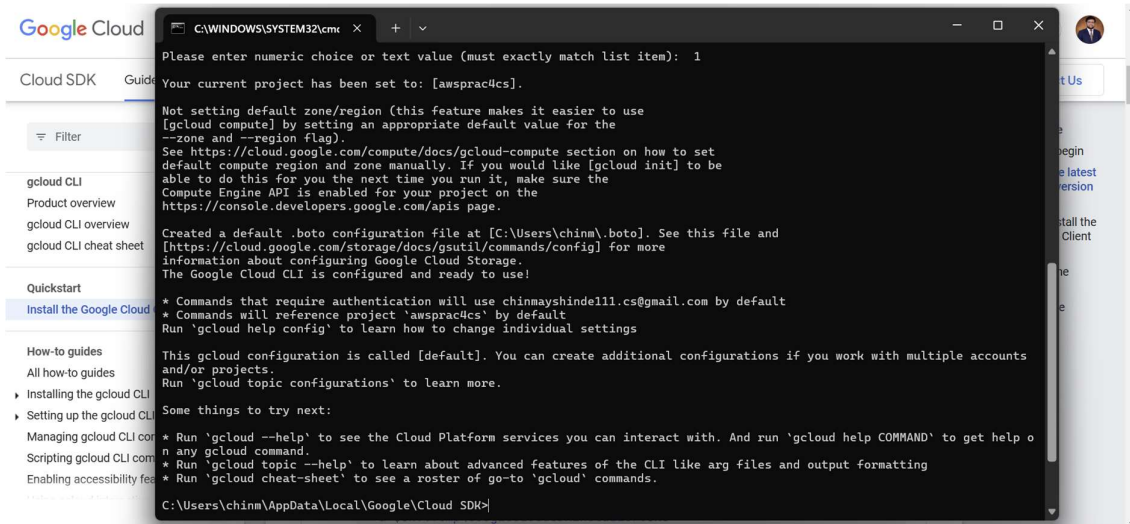 Google Cloud
Cloud SDK
Guide
Filter
gcloud CLI
Product overview
gcloud CLI overview
gcloud CLI cheat sheet
Quickstart
Install the Google Cloud
How-to guides
All how-to guides
Installing the gcloud CLI
Setting up the gcloud CLI
Managing gcloud CLI con
Scripting gcloud CLI com
Enabling accessibility fea
C:\WINDOWS\SYSTEM32\cmc
Please enter numeric choice or text value (must exactly match list item):  1
Your current project has been set to: [awsprac4cs].
Not setting default zone/region (this feature makes it easier to use
[gcloud compute] by setting an appropriate default value for the
--zone and --region flag).
See https://cloud.google.com/compute/docs/gcloud-compute section on how to set
default compute region and zone manually. If you would like [gcloud init] to be
able to do this for you the next time you run it, make sure the
Compute Engine API is enabled for your project on the
https://console.developers.google.com/apis page.
Created a default .boto configuration file at [C:\Users\chinm\.boto]. See this file and
[https://cloud.google.com/storage/docs/gsutil/commands/config] for more
information about configuring Google Cloud Storage.
The Google Cloud CLI is configured and ready to use!
* Commands that require authentication will use chinmayshinde111.cs@gmail.com by default
* Commands will reference project `awsprac4cs` by default
Run `gcloud help config` to learn how to change individual settings
This gcloud configuration is called [default]. You can create additional configurations if you work with multiple accounts
and/or projects.
Run `gcloud topic configurations` to learn more.
Some things to try next:
* Run `gcloud --help` to see the Cloud Platform services you can interact with. And run `gcloud help COMMAND` to get help o
n any gcloud command.
* Run `gcloud topic --help` to learn about advanced features of the CLI like arg files and output formatting
* Run `gcloud cheat-sheet` to see a roster of go-to `gcloud` commands.
C:\Users\chinm\AppData\Local\Google\Cloud SDK>
t Us
egin
e latest
ersion
stall the
Client